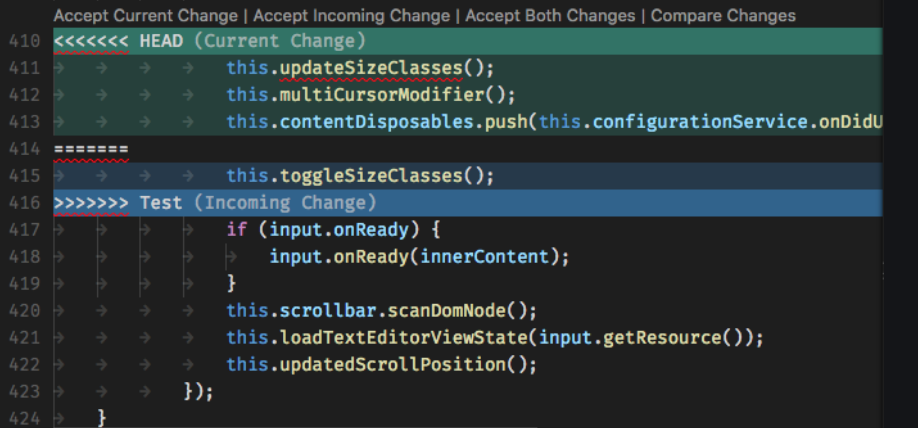 Accept Current Change | Accept Incoming Change | Accept Both Changes | Compare Changes
410 <<<<<<< HEAD (Current Change)
411 this.updateSizeClasses();
412 this.multiCursorModifier();
413 this.contentDisposables.push(this.configurationService.onDidU
414 =======
415 this.toggleSizeClasses();
416 >>>>>>> Test (Incoming Change)
417 if (input.onReady) {
418 input.onReady(innerContent);
419 }
420 this.scrollbar.scanDomNode();
421 this.loadTextEditorViewState(input.getResource());
422 this.updatedScrollPosition();
423 });
424 }